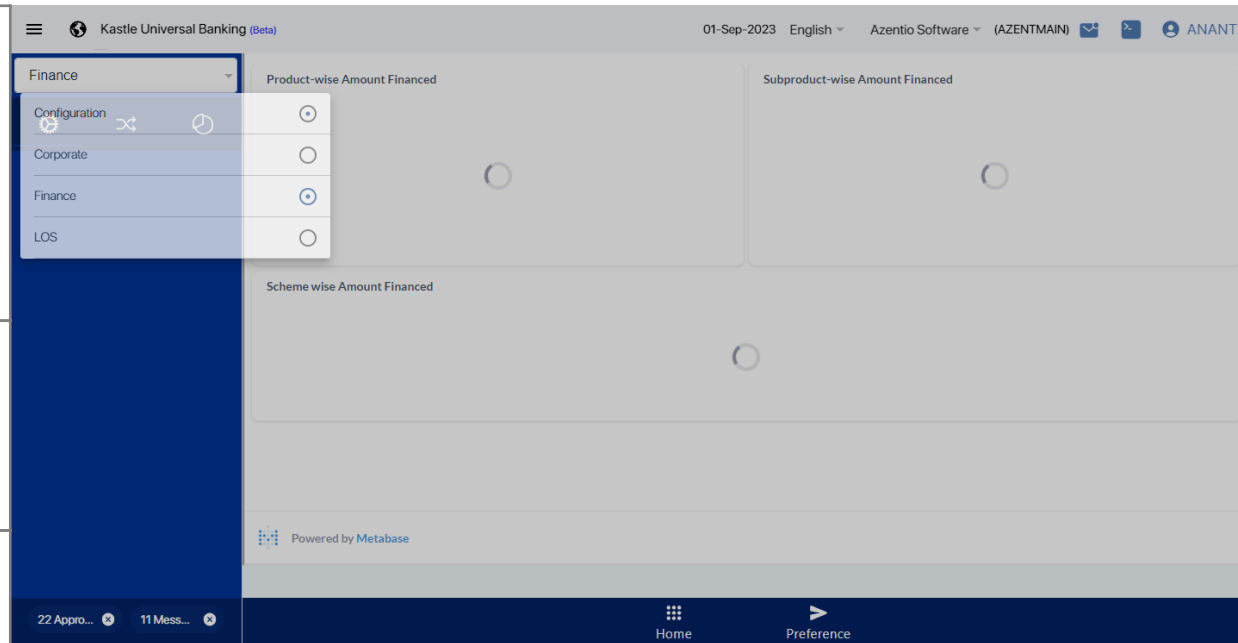 Kastle Universal Banking (Beta)
01-Sep-2023 English Azentio Software (AZENTMAIN) ANANT
Finance
Configuration
Corporate
Finance
LOS
Product-wise Amount Financed
Subproduct-wise Amount Financed
Scheme wise Amount Financed
Powered by Metabase
22 Appro...
11 Mess...
Home
Preference